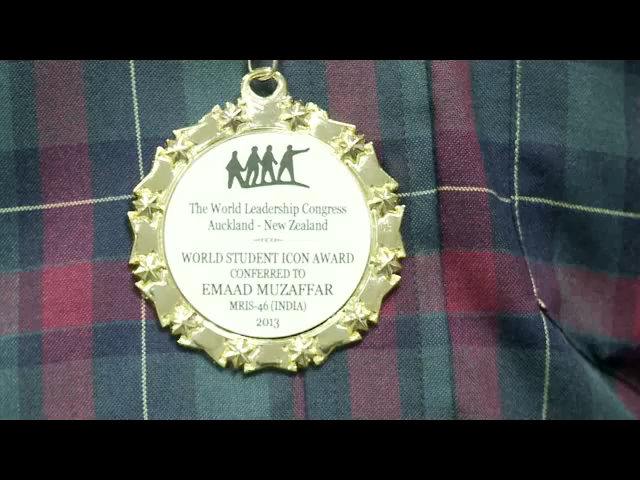 The World Leadership Congress
Auckland - New Zealand
WORLD STUDENT ICON AWARD
CONFERRED TO
EMAAD MUZAFFAR
MRIS-46 (INDIA)
2013